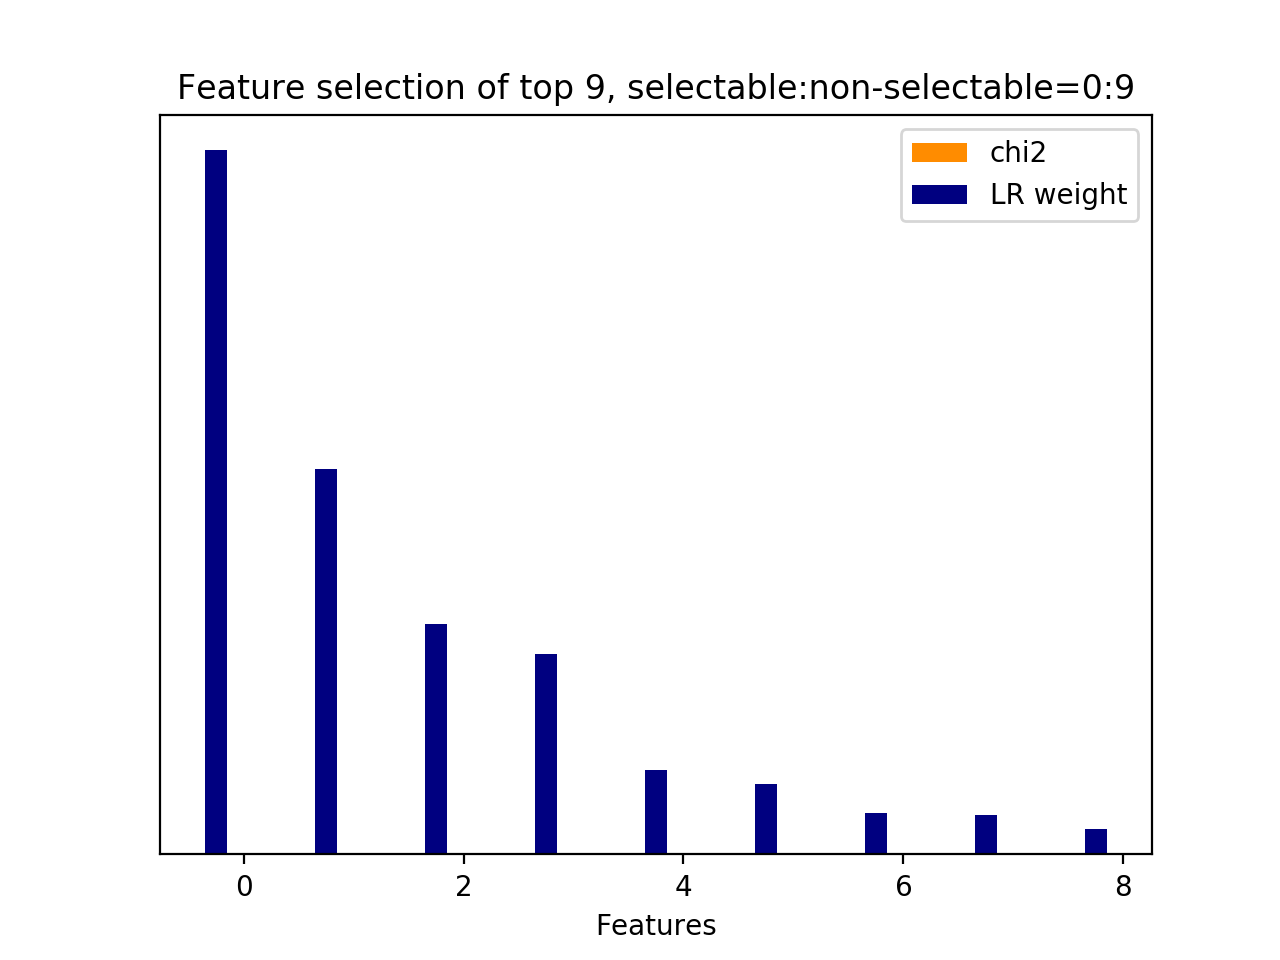 Feature selection of top 9, selectable:non-selectable=0:9
chi2
LR weight
0 2 4 6 8
Features